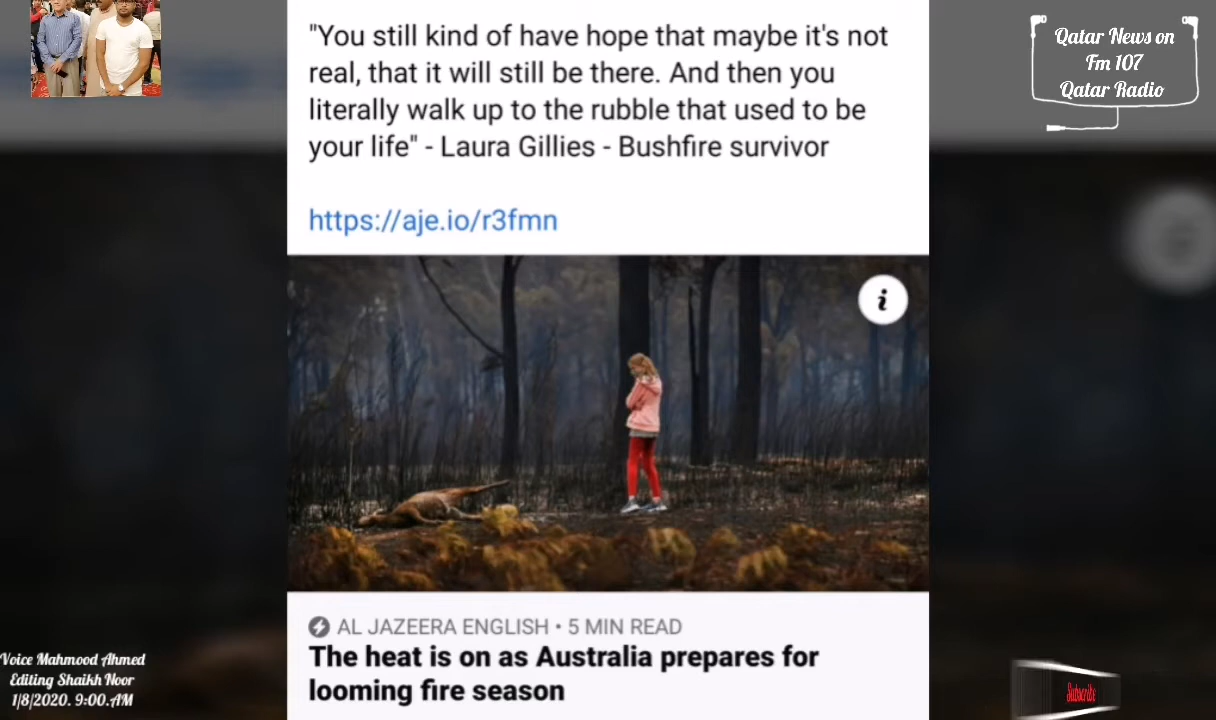 "You still kind of have hope that maybe it's not
real, that it will still be there. And then you
literally walk up to the rubble that used to be
your life" - Laura Gillies - Bushfire survivor
https://aje.io/r3fmn
Qatar News on
Fm 107
Qatar Radio
i
AL JAZEERA ENGLISH • 5 MIN READ
The heat is on as Australia prepares for
looming fire season
Voice Mahmood Ahmed
Editing Shaikh Noor
1/8/2020. 9:00.AM
Subscribe